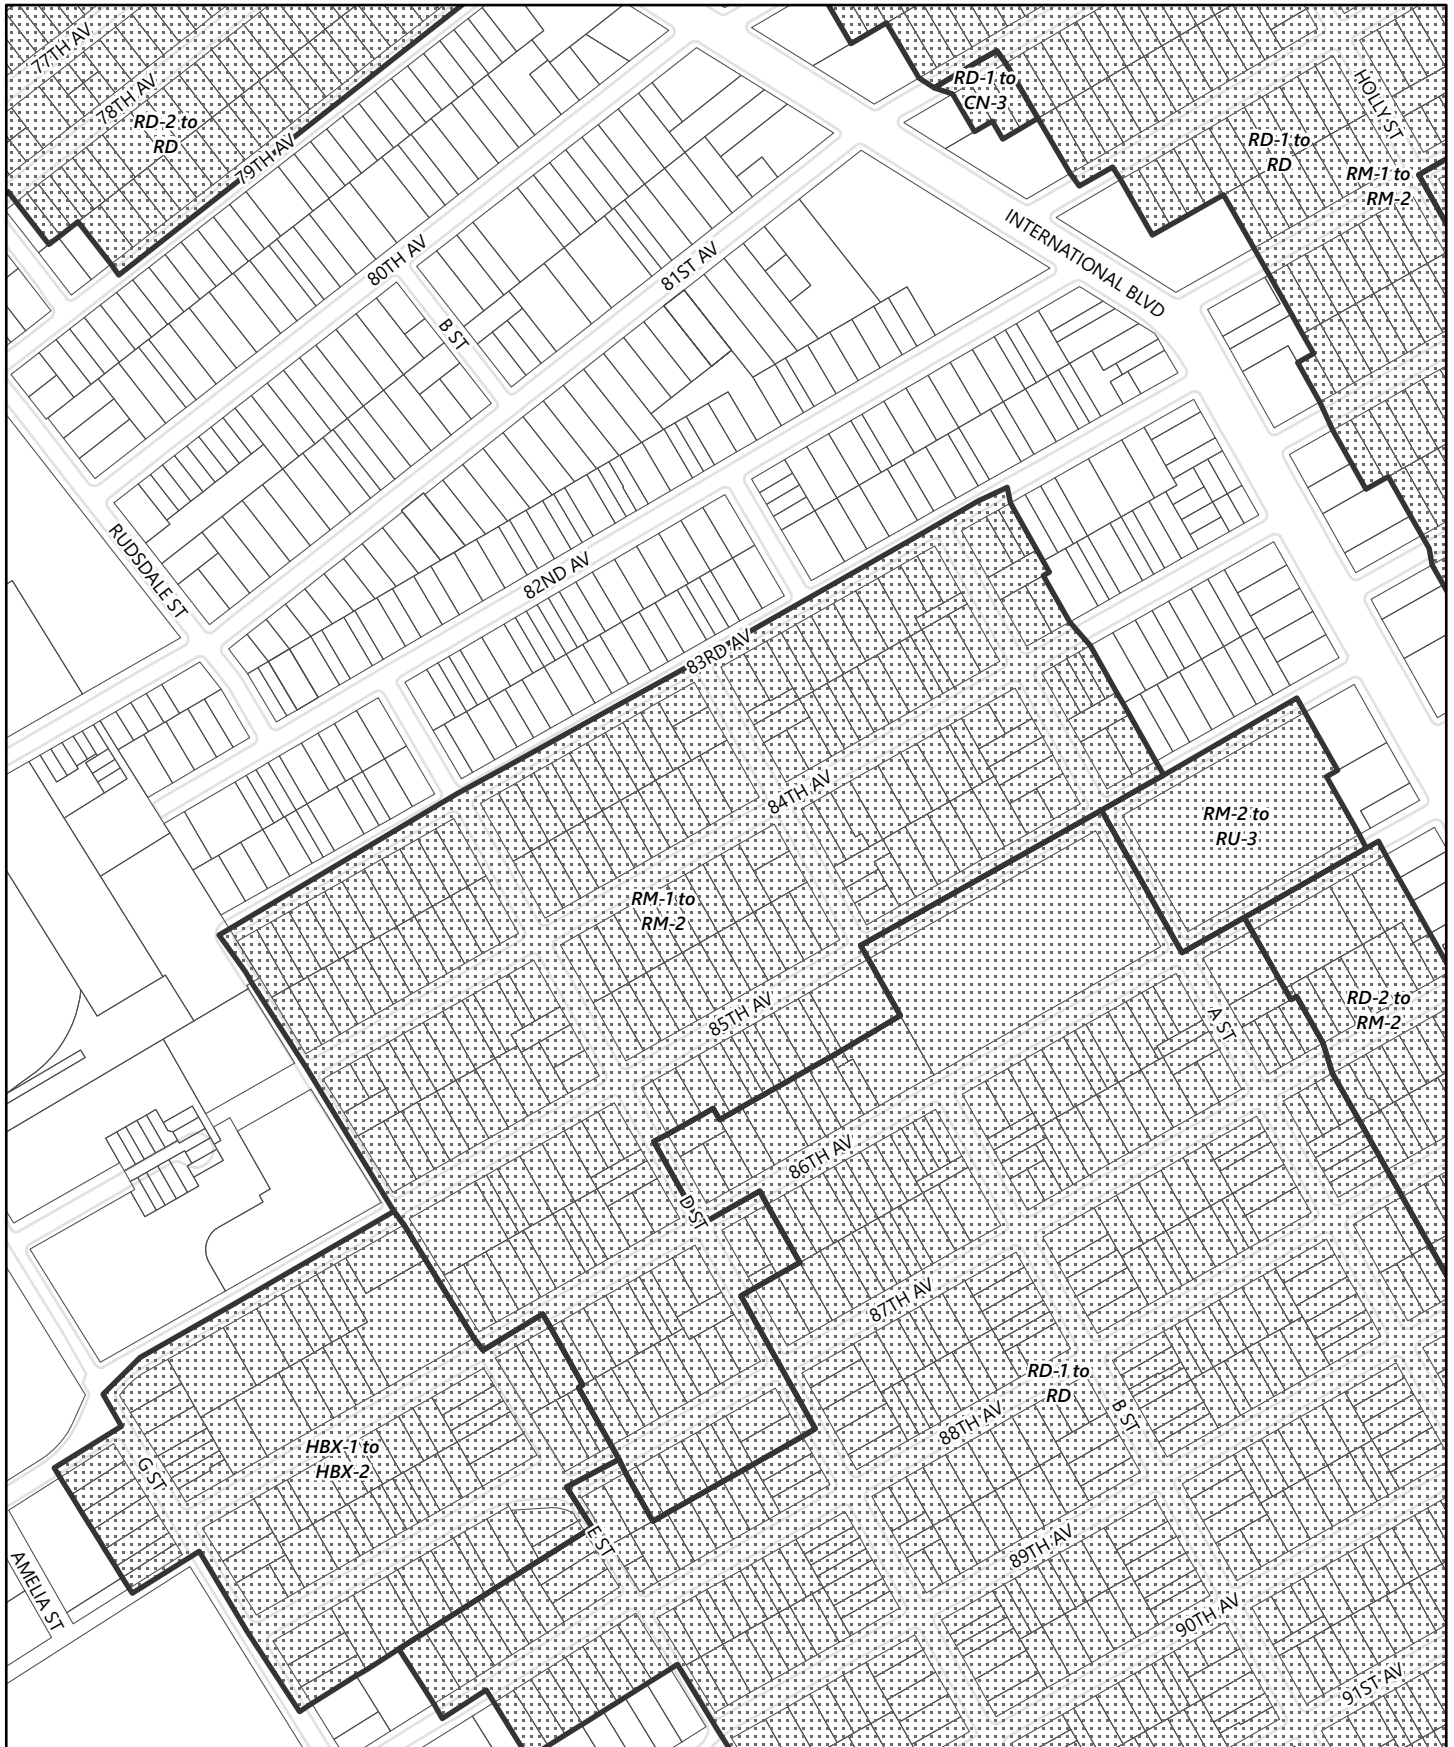 77TH AV
78TH AV
RD-2 to
RD
79TH AV
RD-1 to
CN-3
HOLLY ST
RD-1 to
RD
RM-1 to
RM-2
INTERNATIONAL BLVD
80TH AV
81ST AV
B ST
RUDSDALE ST
82ND AV
83RD AV
84TH AV
RM-2 to
RU-3
RM-1 to
RM-2
85TH AV
RD-2 to
RM-2
A ST
86TH AV
D ST
87TH AV
RD-1 to
RD
88TH AV
B ST
HBX-1 to
HBX-2
G ST
E ST
89TH AV
AMELIA ST
90TH AV
91ST AV